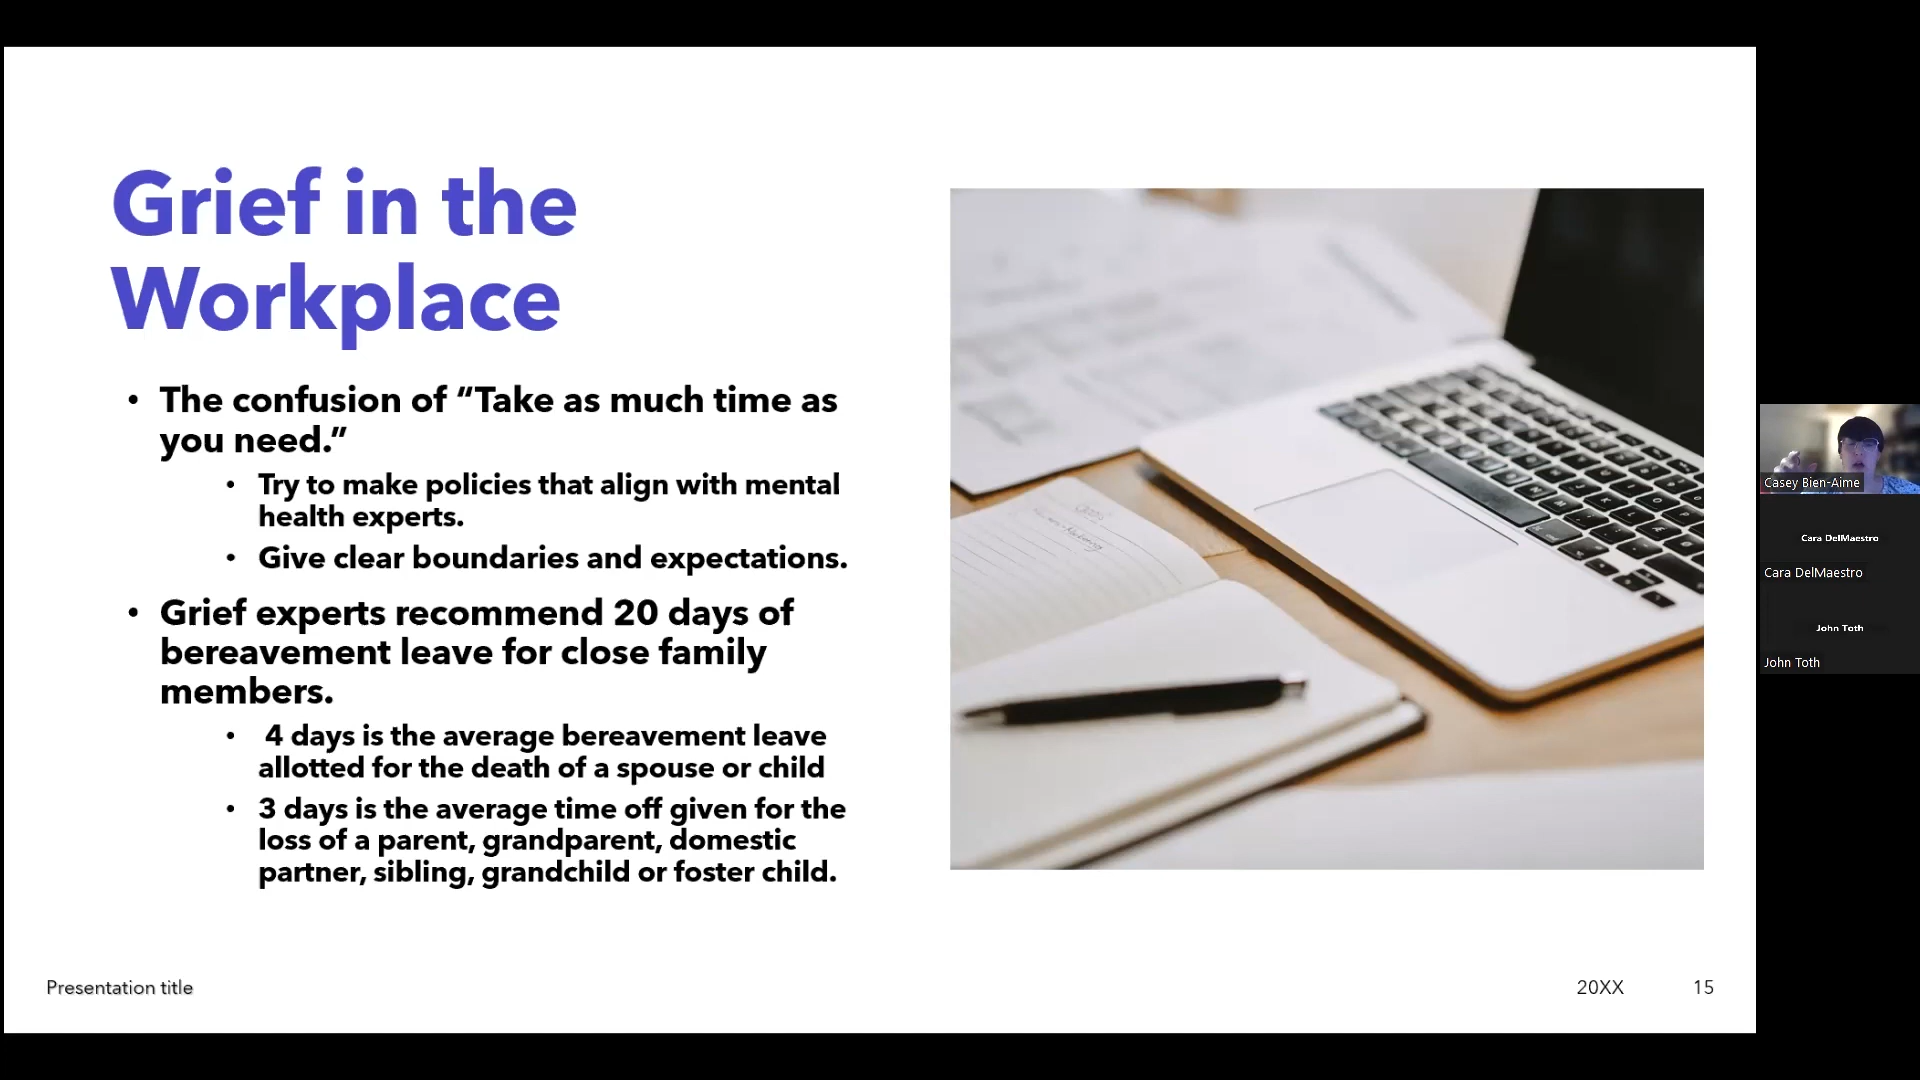 Grief in the
Workplace
• The confusion of “Take as much time as
you need.”
• Try to make policies that align with mental
health experts.
• Give clear boundaries and expectations.
• Grief experts recommend 20 days of
bereavement leave for close family
members.
• 4 days is the average bereavement leave
allotted for the death of a spouse or child
• 3 days is the average time off given for the
loss of a parent, grandparent, domestic
partner, sibling, grandchild or foster child.
Presentation title
20XX
15
Casey Bien-Aime
Cara DelMaestro
Cara DelMaestro
John Toth
John Toth